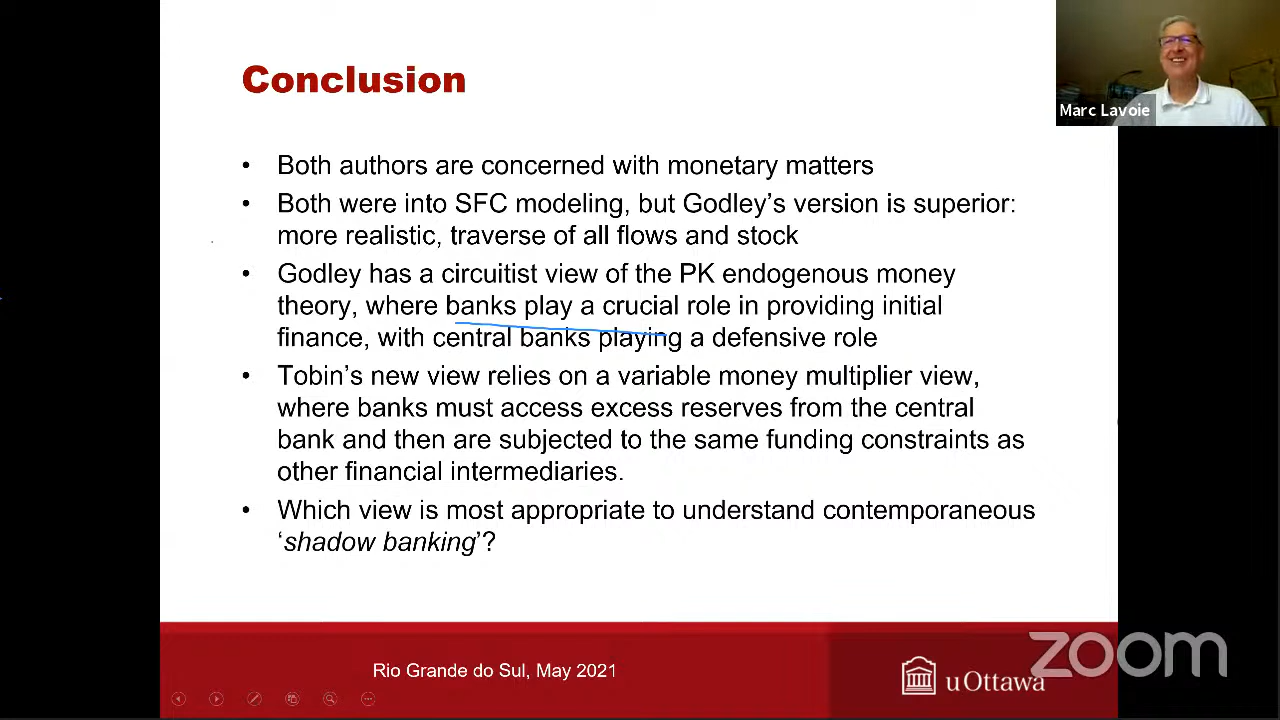 Conclusion
Marc Lavoie
• Both authors are concerned with monetary matters
• Both were into SFC modeling, but Godley's version is superior:
more realistic, traverse of all flows and stock
• Godley has a circuitist view of the PK endogenous money
theory, where banks play a crucial role in providing initial
finance, with central banks playing a defensive role
• Tobin's new view relies on a variable money multiplier view,
where banks must access excess reserves from the central
bank and then are subjected to the same funding constraints as
other financial intermediaries.
• Which view is most appropriate to understand contemporaneous
‘shadow banking’?
Rio Grande do Sul, May 2021
uOttawa
zoom